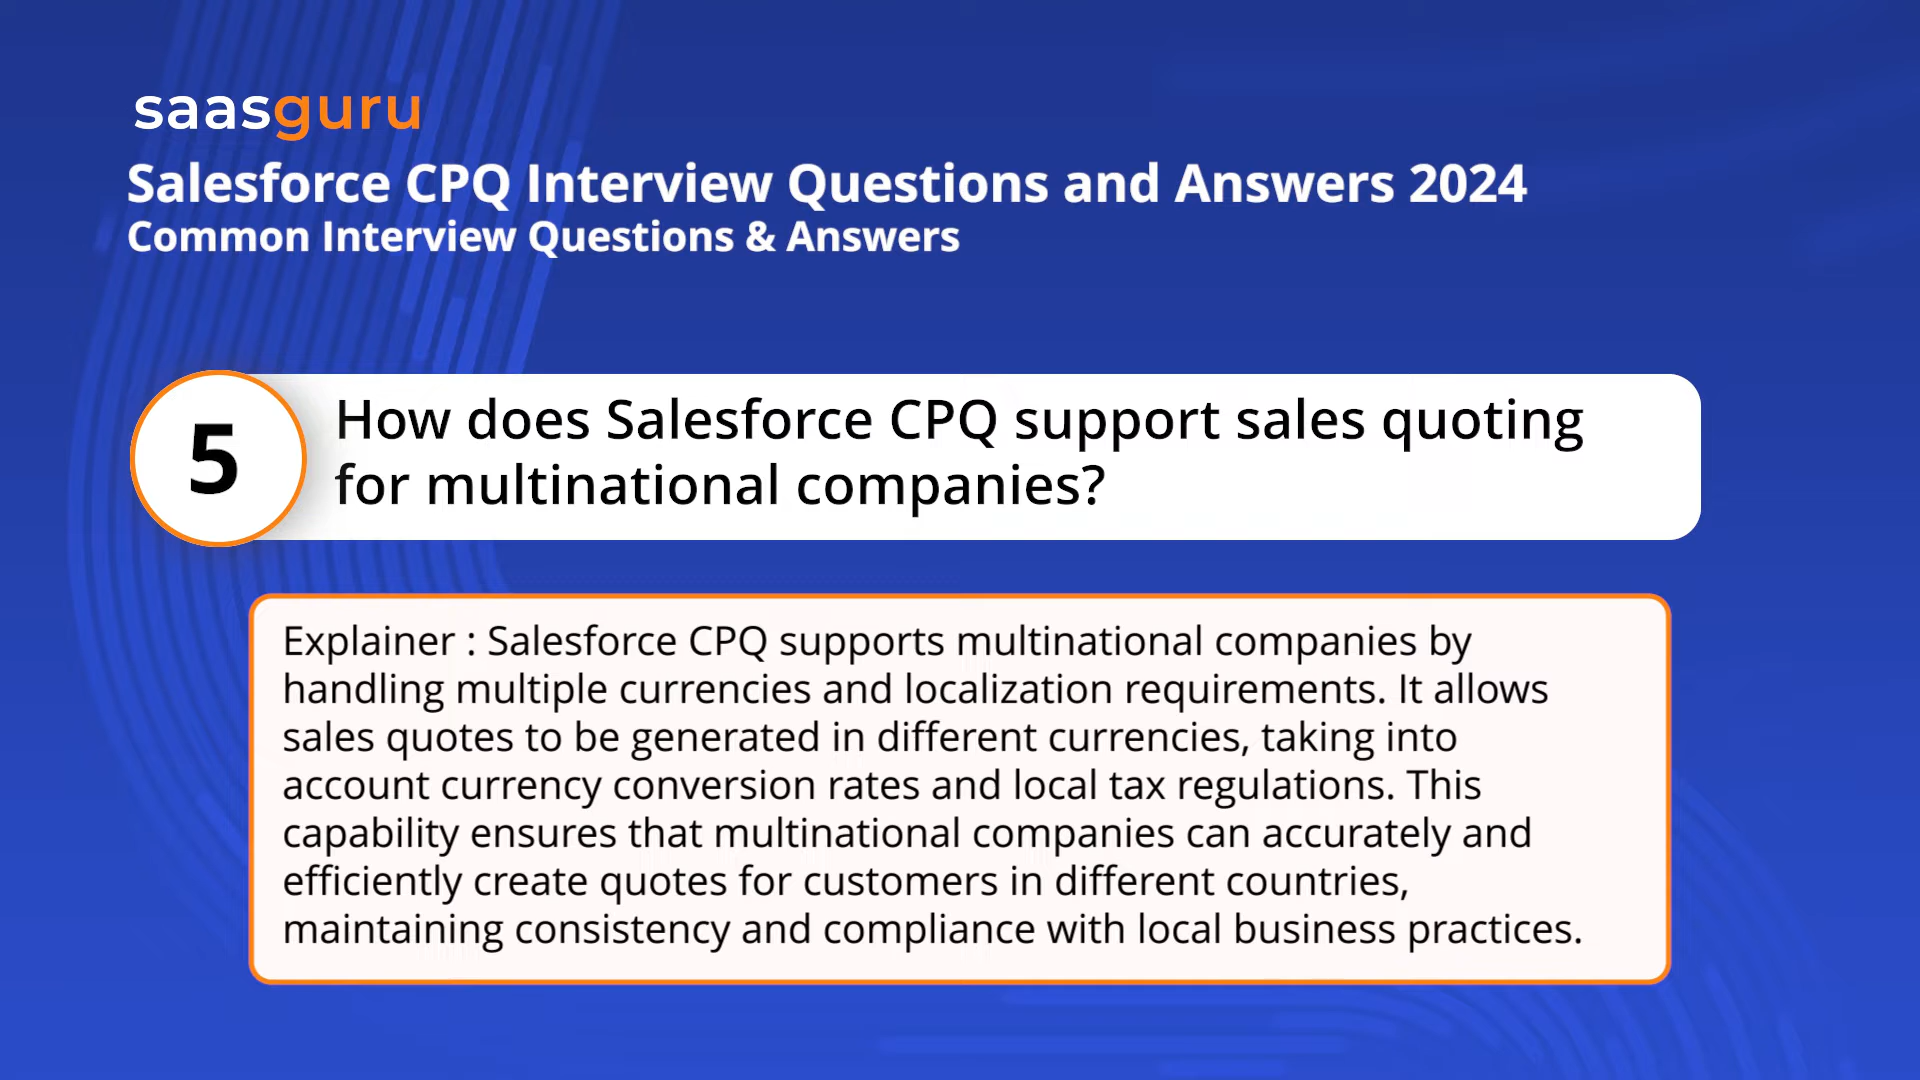 saasguru
Salesforce CPQ Interview Questions and Answers 2024
Common Interview Questions & Answers
5
How does Salesforce CPQ support sales quoting
for multinational companies?
Explainer : Salesforce CPQ supports multinational companies by
handling multiple currencies and localization requirements. It allows
sales quotes to be generated in different currencies, taking into
account currency conversion rates and local tax regulations. This
capability ensures that multinational companies can accurately and
efficiently create quotes for customers in different countries,
maintaining consistency and compliance with local business practices.